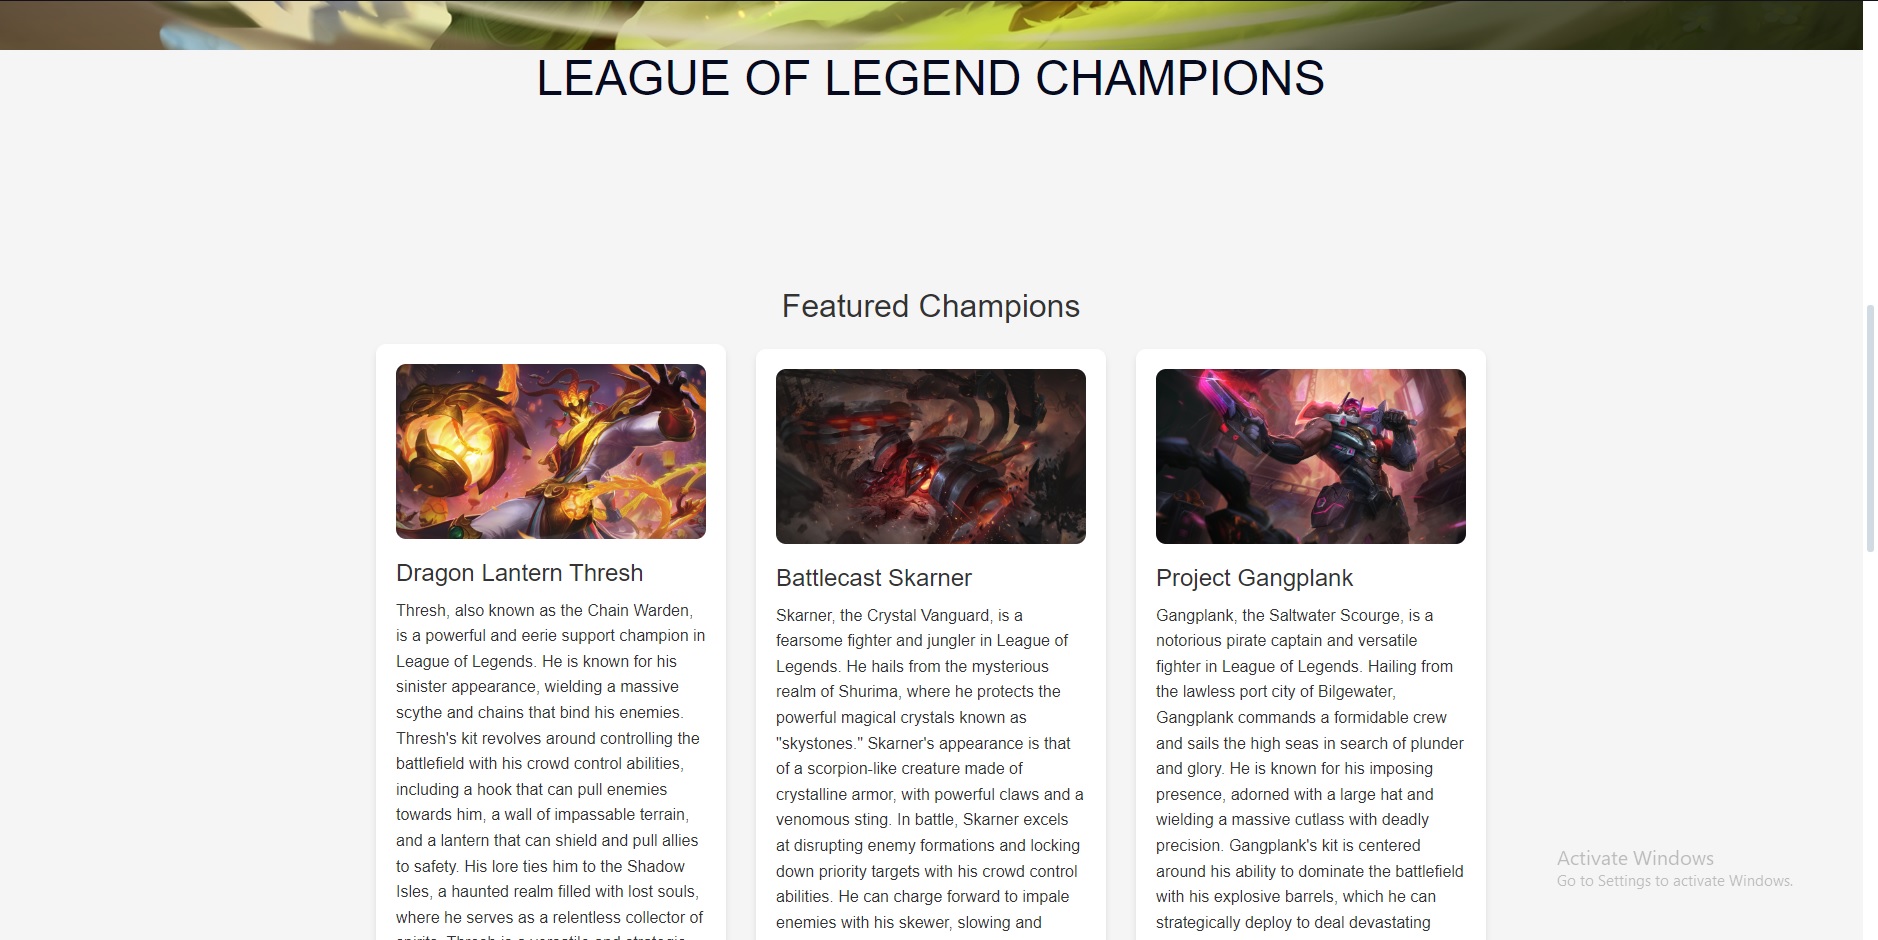 LEAGUE OF LEGEND CHAMPIONS
Featured Champions
Dragon Lantern Thresh
Thresh, also known as the Chain Warden,
is a powerful and eerie support champion in
League of Legends. He is known for his
sinister appearance, wielding a massive
scythe and chains that bind his enemies.
Thresh's kit revolves around controlling the
battlefield with his crowd control abilities,
including a hook that can pull enemies
towards him, a wall of impassable terrain,
and a lantern that can shield and pull allies
to safety. His lore ties him to the Shadow
Isles, a haunted realm filled with lost souls,
where he serves as a relentless collector of
spirits. Thresh is a versatile and strategic
Battlecast Skarner
Skarner, the Crystal Vanguard, is a
fearsome fighter and jungler in League of
Legends. He hails from the mysterious
realm of Shurima, where he protects the
powerful magical crystals known as
"skystones." Skarner's appearance is that
of a scorpion-like creature made of
crystalline armor, with powerful claws and a
venomous sting. In battle, Skarner excels
at disrupting enemy formations and locking
down priority targets with his crowd control
abilities. He can charge forward to impale
enemies with his skewer, slowing and
Project Gangplank
Gangplank, the Saltwater Scourge, is a
notorious pirate captain and versatile
fighter in League of Legends. Hailing from
the lawless port city of Bilgewater,
Gangplank commands a formidable crew
and sails the high seas in search of plunder
and glory. He is known for his imposing
presence, adorned with a large hat and
wielding a massive cutlass with deadly
precision. Gangplank's kit is centered
around his ability to dominate the battlefield
with his explosive barrels, which he can
strategically deploy to deal devastating
Activate Windows
Go to Settings to activate Windows.